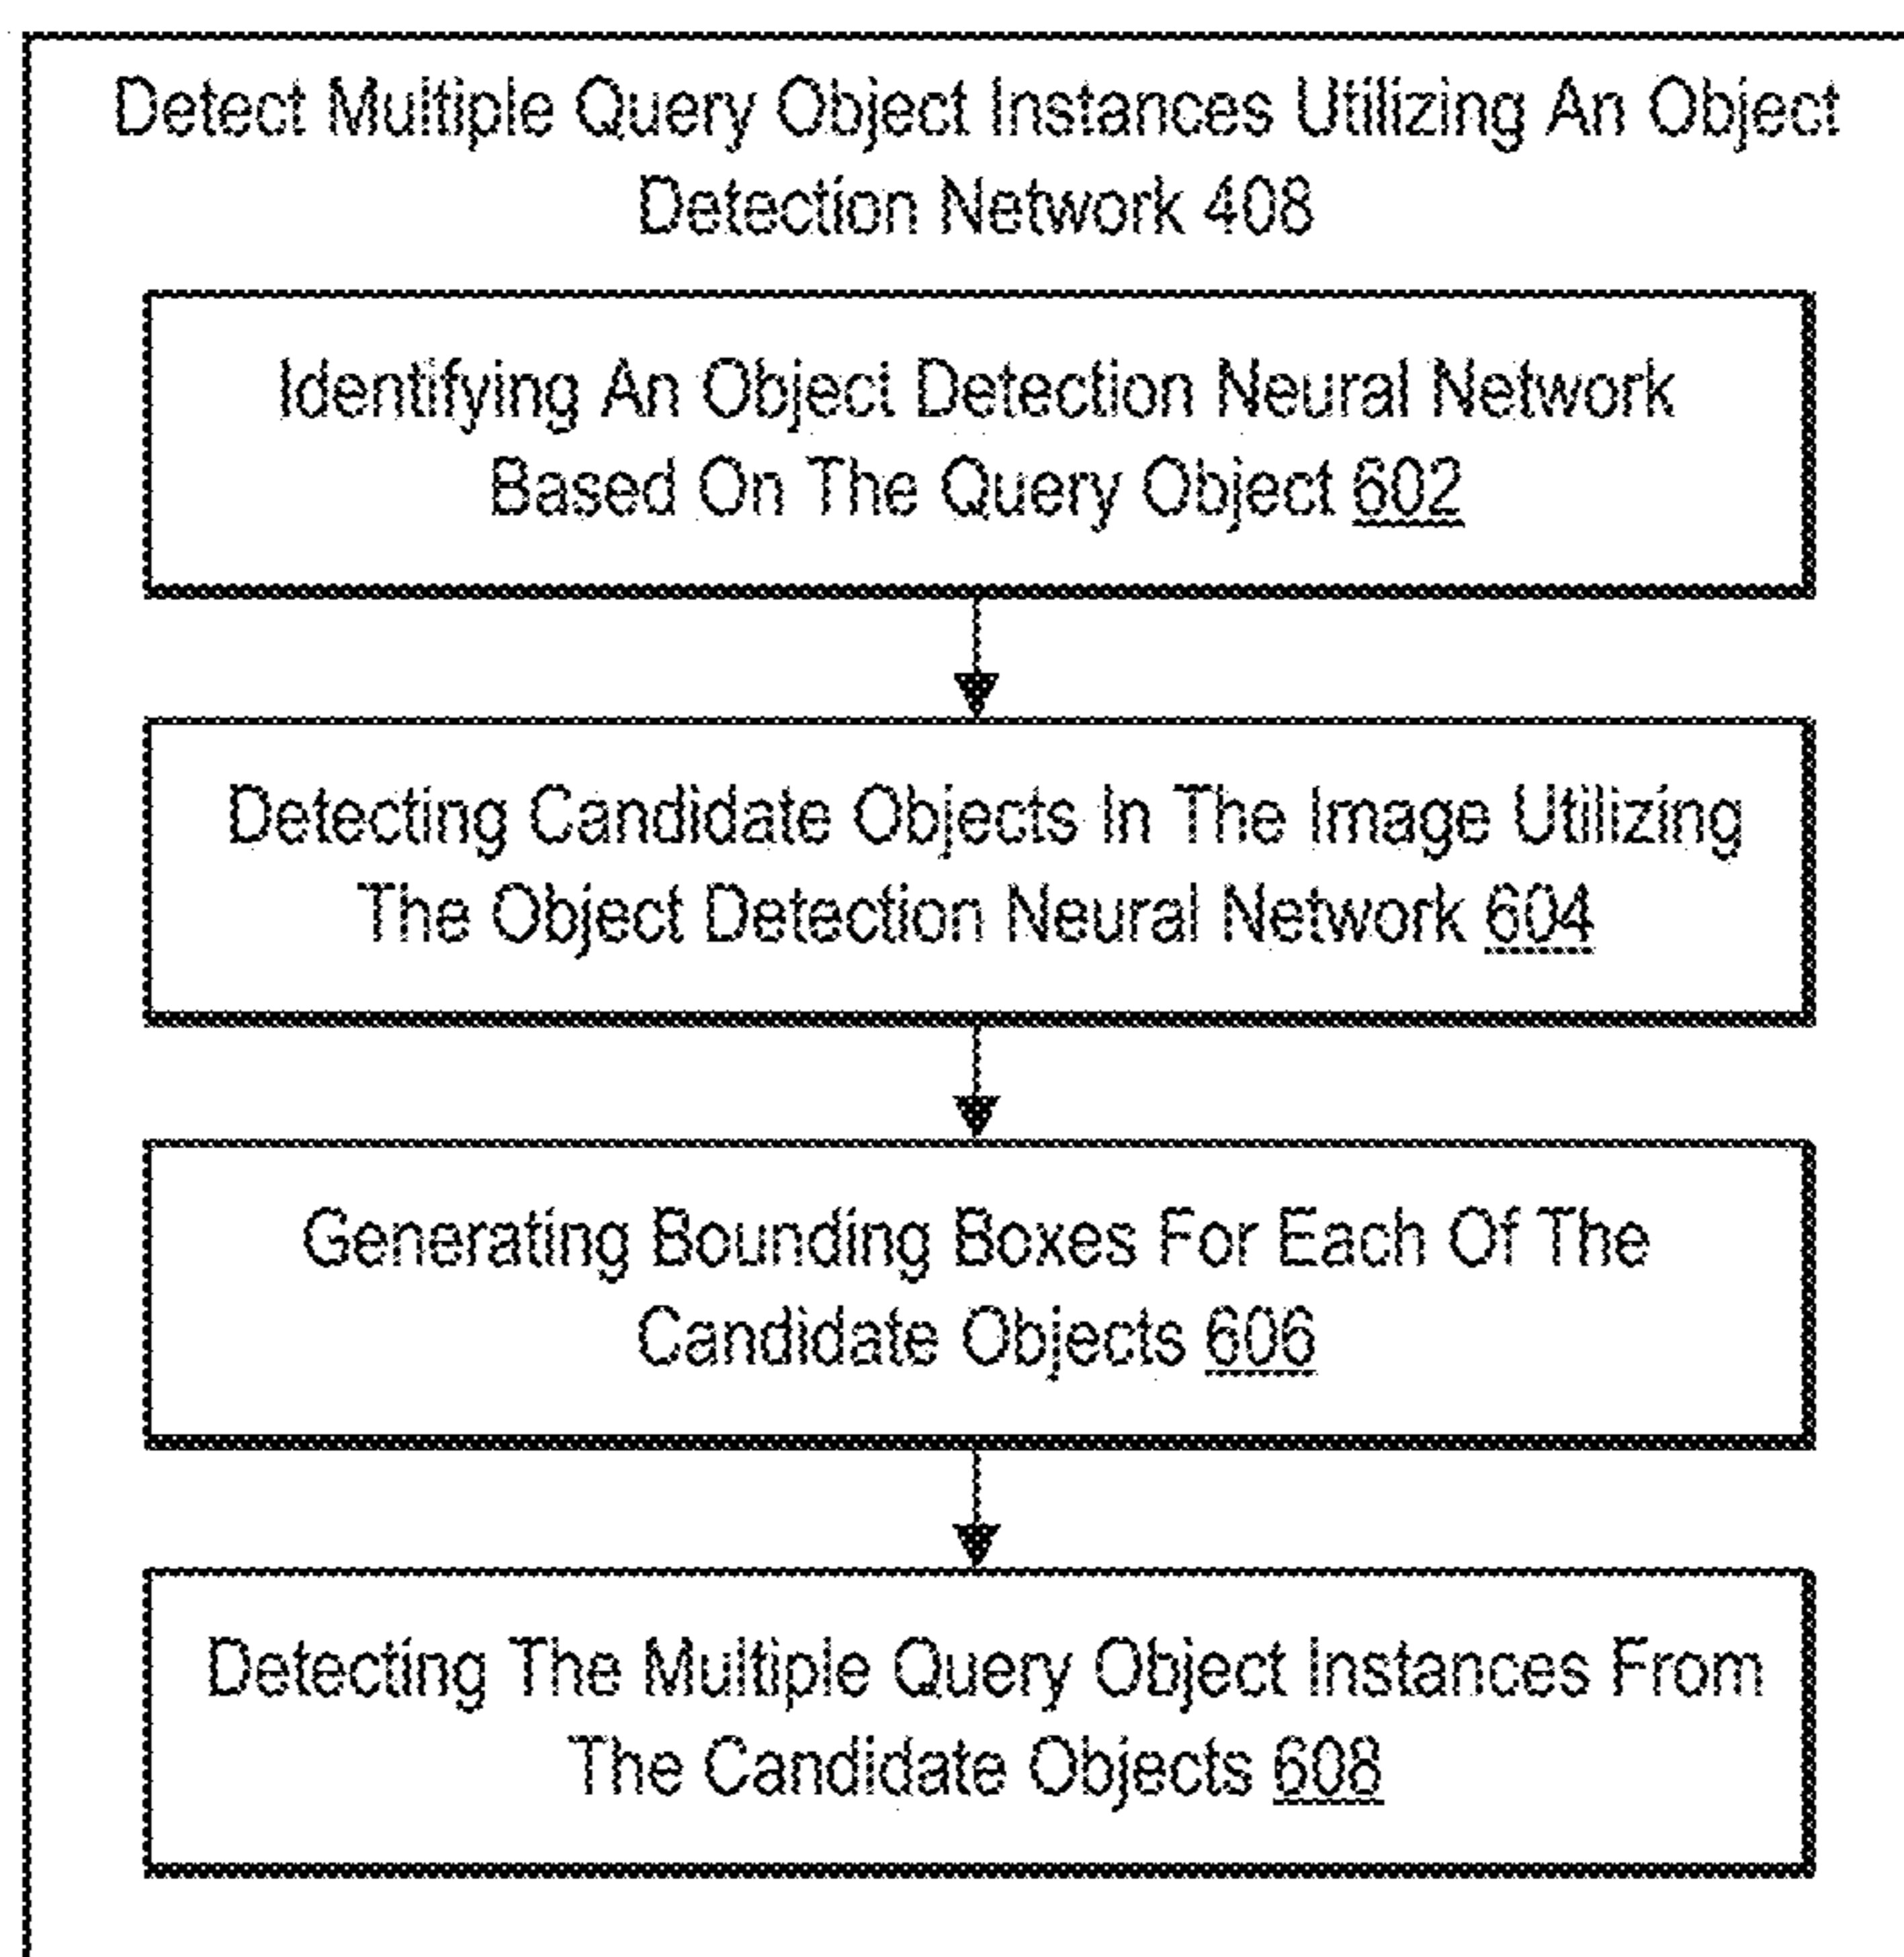 Detect Multiple Query Object Instances Utilizing An Object
Detection Network 408
Identifying An Object Detection Neural Network
Based On The Query Object 602
Detecting Candidate Objects In The Image Utilizing
The Object Detection Neural Network 604
Generating Bounding Boxes For Each Of The
Candidate Objects 606
Detecting The Multiple Query Object Instances From
The Candidate Objects 608